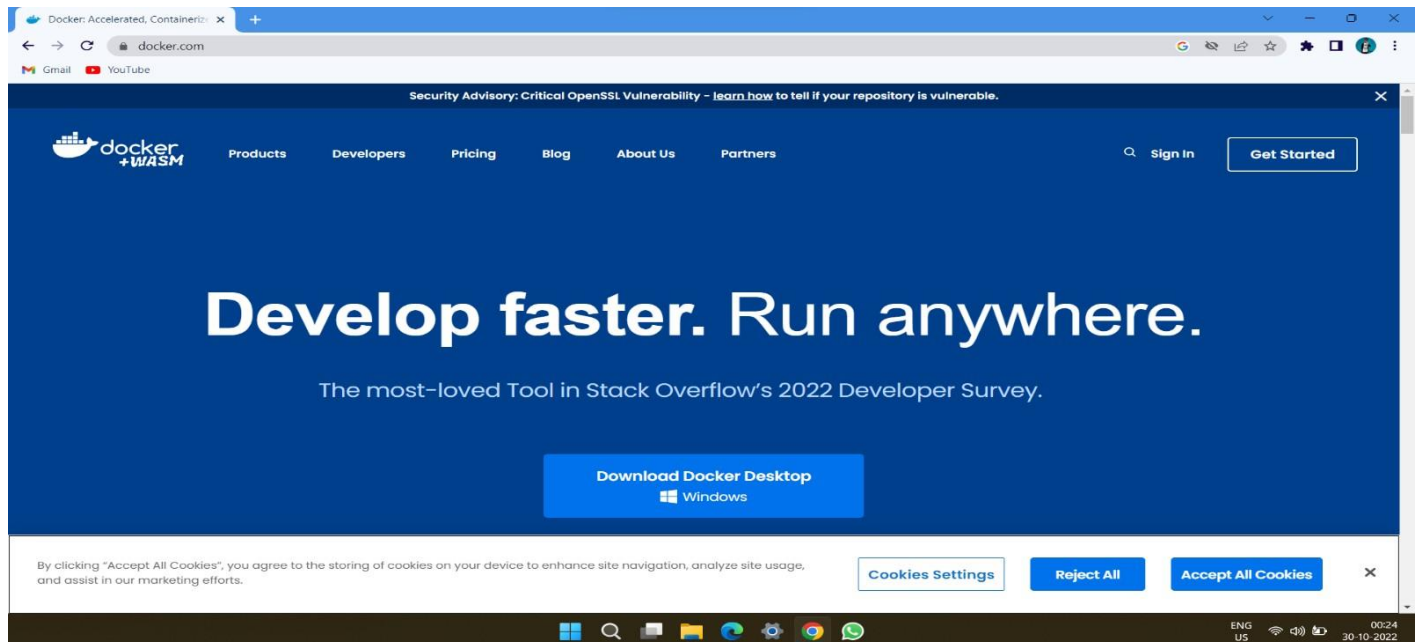 Docker: Accelerated, Containeriz
docker.com
Gmail YouTube
Security Advisory: Critical OpenSSL Vulnerability – learn how to tell if your repository is vulnerable.
docker
+WASM
Products Developers Pricing Blog About Us Partners Sign In Get Started
Develop faster. Run anywhere.
The most-loved Tool in Stack Overflow's 2022 Developer Survey.
Download Docker Desktop
Windows
By clicking “Accept All Cookies”, you agree to the storing of cookies on your device to enhance site navigation, analyze site usage,
and assist in our marketing efforts.
Cookies Settings Reject All Accept All Cookies
ENG
US
00:24
30-10-2022